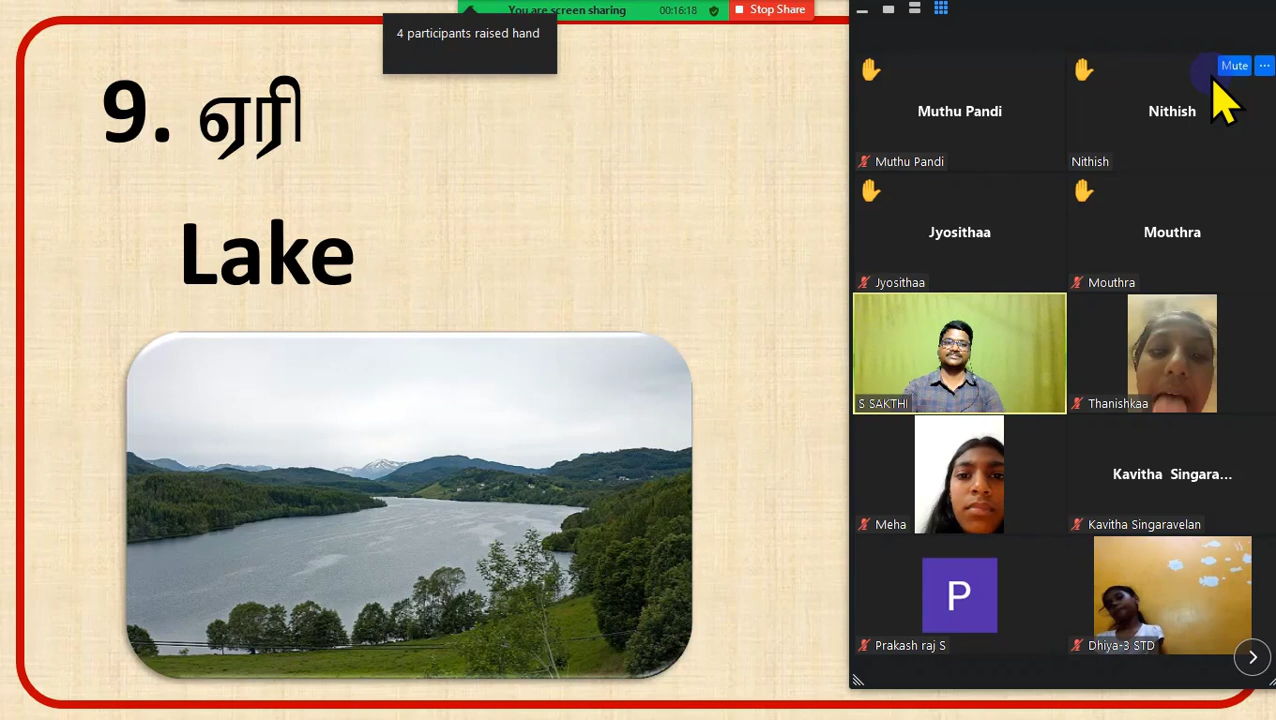 You are screen sharing
00:16:18
Stop Share
4 participants raised hand
9. ஏரி
Lake
Mute
Muthu Pandi
Nithish
Muthu Pandi
Nithish
Jyosithaa
Mouthra
Jyosithaa
Mouthra
S SAKTHI
Thanishkaa
Kavitha Singara...
Meha
Kavitha Singaravelan
P
Prakash raj S
Dhiya-3 STD